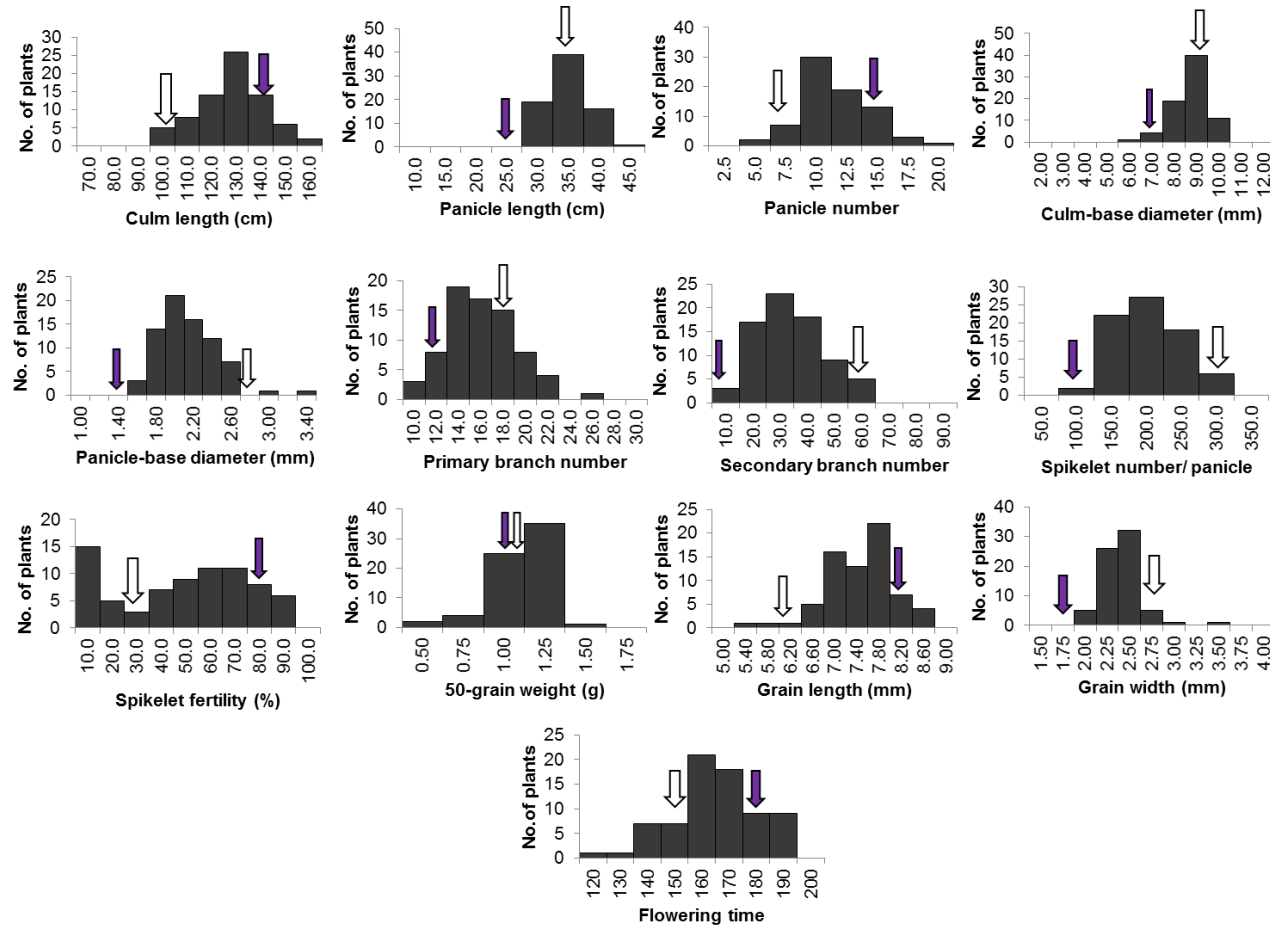 No. of plants
30
25
20
15
10
5
0
70.0 80.0 90.0 100.0 110.0 120.0 130.0 140.0 150.0 160.0
Culm length (cm)
No. of plants
50
40
30
20
10
0
10.0 15.0 20.0 25.0 30.0 35.0 40.0 45.0
Panicle length (cm)
No.of plants
40
30
20
10
0
2.5 5.0 7.5 10.0 12.5 15.0 17.5 20.0
Panicle number
No. of plants
50
40
30
20
10
0
2.00 3.00 4.00 5.00 6.00 7.00 8.00 9.00 10.00 11.00 12.00
Culm-base diameter (mm)
No. of plants
25
20
15
10
5
0
1.00 1.40 1.80 2.20 2.60 3.00 3.40
Panicle-base diameter (mm)
No. of plants
20
15
10
5
0
10.0 12.0 14.0 16.0 18.0 20.0 22.0 24.0 26.0 28.0 30.0
Primary branch number
No. of plants
25
20
15
10
5
0
10.0 20.0 30.0 40.0 50.0 60.0 70.0 80.0 90.0
Secondary branch number
No. of plants
30
25
20
15
10
5
0
50.0 100.0 150.0 200.0 250.0 300.0 350.0
Spikelet number/ panicle
No. of plants
20
15
10
5
0
10.0 20.0 30.0 40.0 50.0 60.0 70.0 80.0 90.0 100.0
Spikelet fertility (%)
No. of plants
40
30
20
10
0
0.50 0.75 1.00 1.25 1.50 1.75
50-grain weight (g)
No. of plants
25
20
15
10
5
0
5.00 5.40 5.80 6.20 6.60 7.00 7.40 7.80 8.20 8.60 9.00
Grain length (mm)
No. of plants
40
30
20
10
0
1.50 1.75 2.00 2.25 2.50 2.75 3.00 3.25 3.50 3.75 4.00
Grain width (mm)
No.of plants
25
20
15
10
5
0
120 130 140 150 160 170 180 190 200
Flowering time